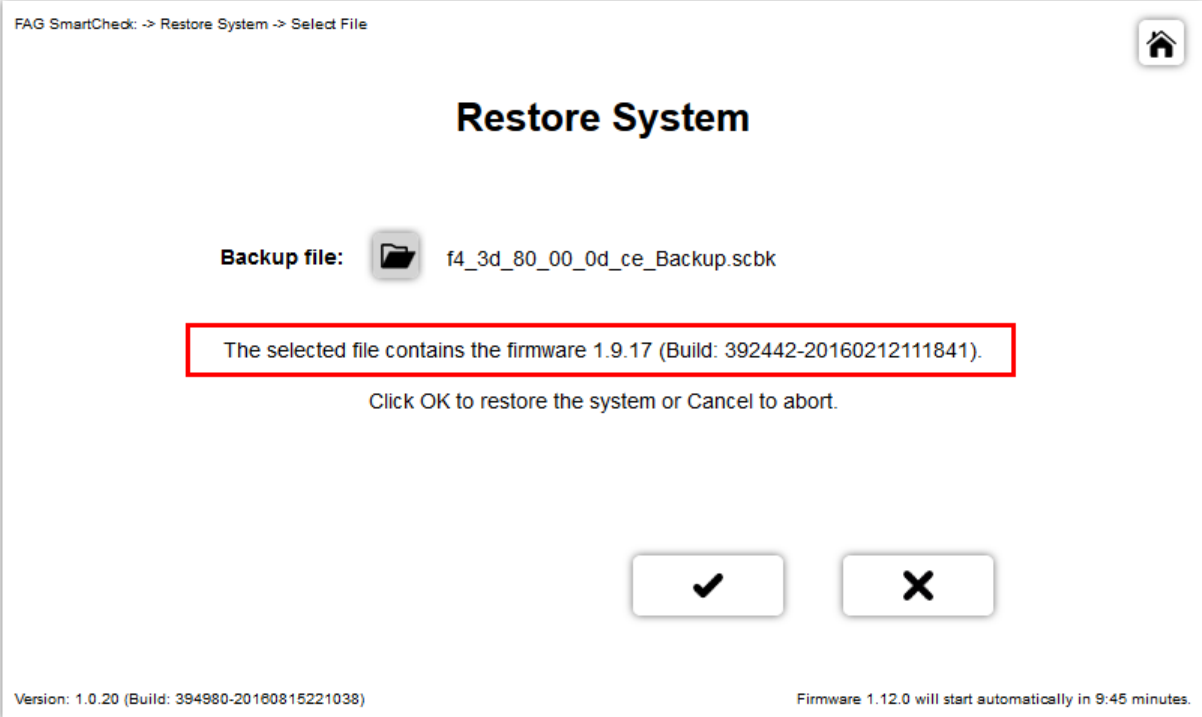 FAG SmartCheck: -> Restore System -> Select File
Restore System
Backup file: f4_3d_80_00_0d_ce_Backup.scbk
The selected file contains the firmware 1.9.17 (Build: 392442-20160212111841).
Click OK to restore the system or Cancel to abort.
Version: 1.0.20 (Build: 394980-20160815221038)
Firmware 1.12.0 will start automatically in 9:45 minutes.